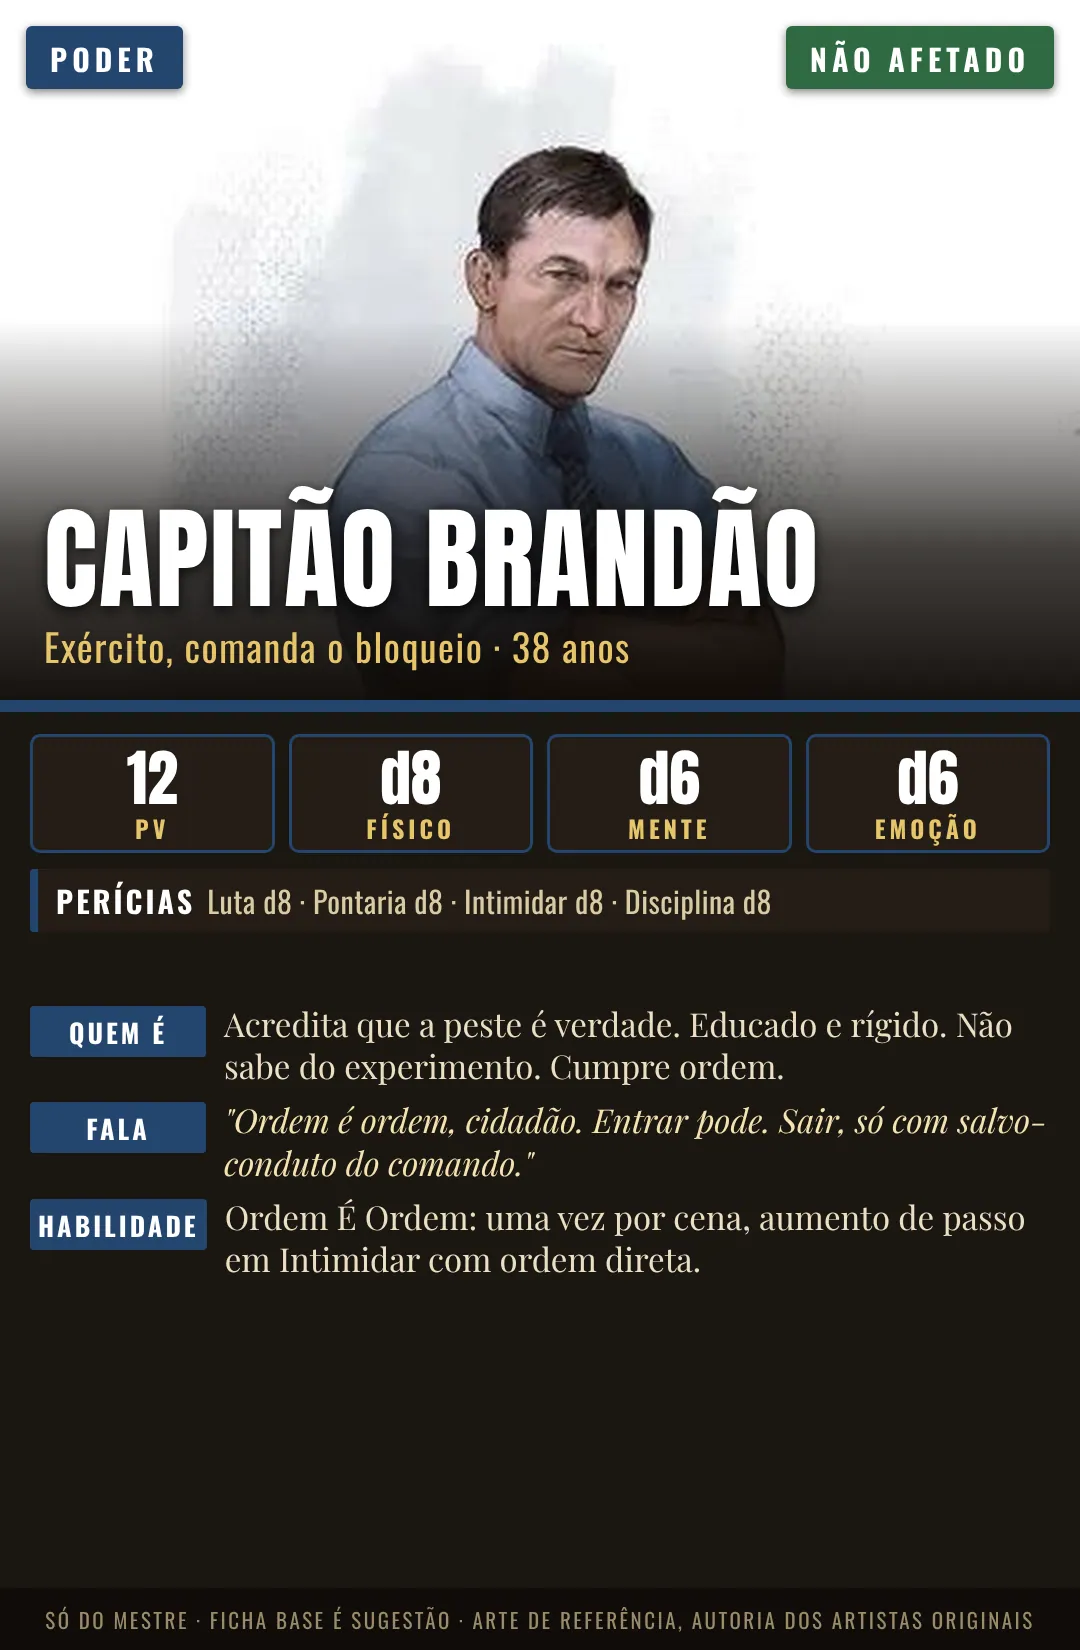 PODER
NÃO AFETADO
CAPITÃO BRANDÃO
Exército, comanda o bloqueio · 38 anos
12
PV
d8
FÍSICO
d6
MENTE
d6
EMOÇÃO
PERÍCIAS Luta d8 · Pontaria d8 · Intimidar d8 · Disciplina d8
QUEM É
Acredita que a peste é verdade. Educado e rígido. Não
sabe do experimento. Cumpre ordem.
FALA
"Ordem é ordem, cidadão. Entrar pode. Sair, só com salvo-
conduto do comando."
HABILIDADE
Ordem É Ordem: uma vez por cena, aumento de passo
em Intimidar com ordem direta.
SÓ DO MESTRE · FICHA BASE É SUGESTÃO · ARTE DE REFERÊNCIA, AUTORIA DOS ARTISTAS ORIGINAIS